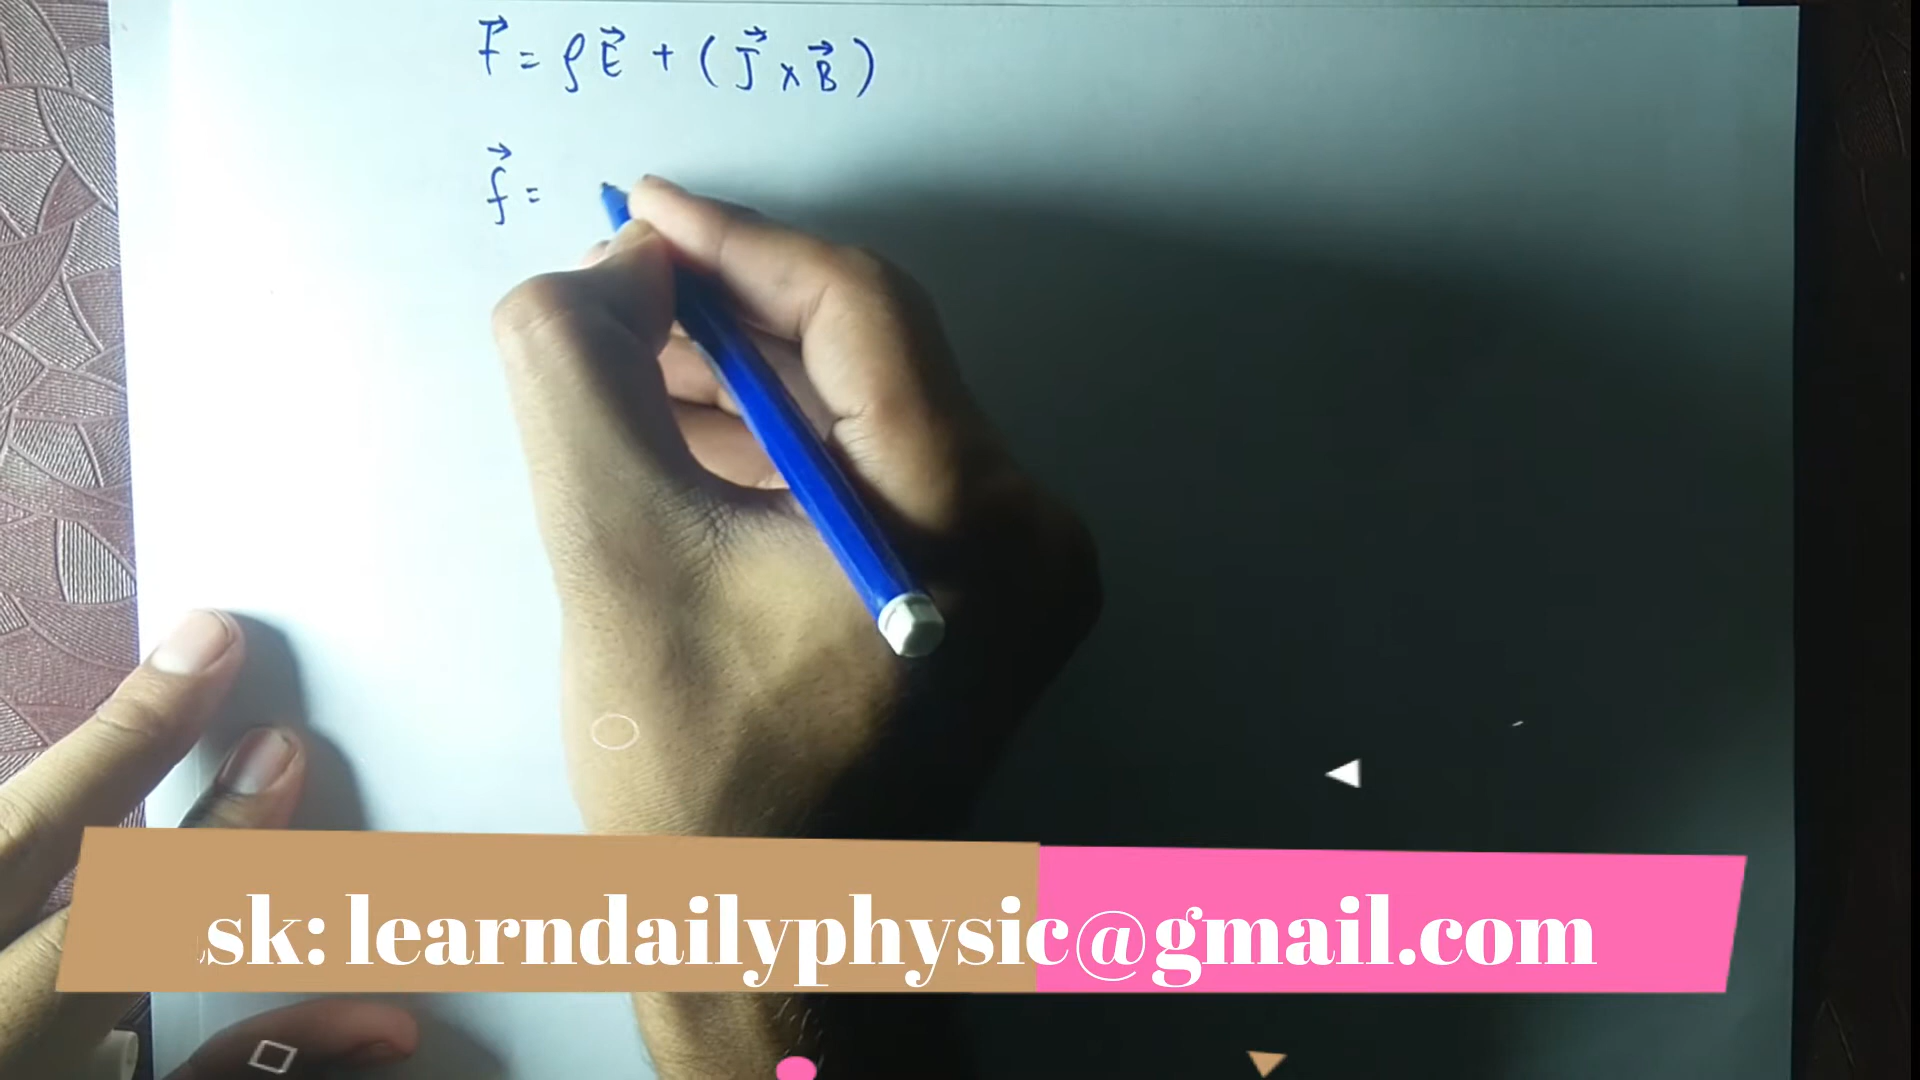 F⃗ = ρE⃗ + (J⃗ × B⃗)
f⃗ =
sk: learndailyphysic@gmail.com